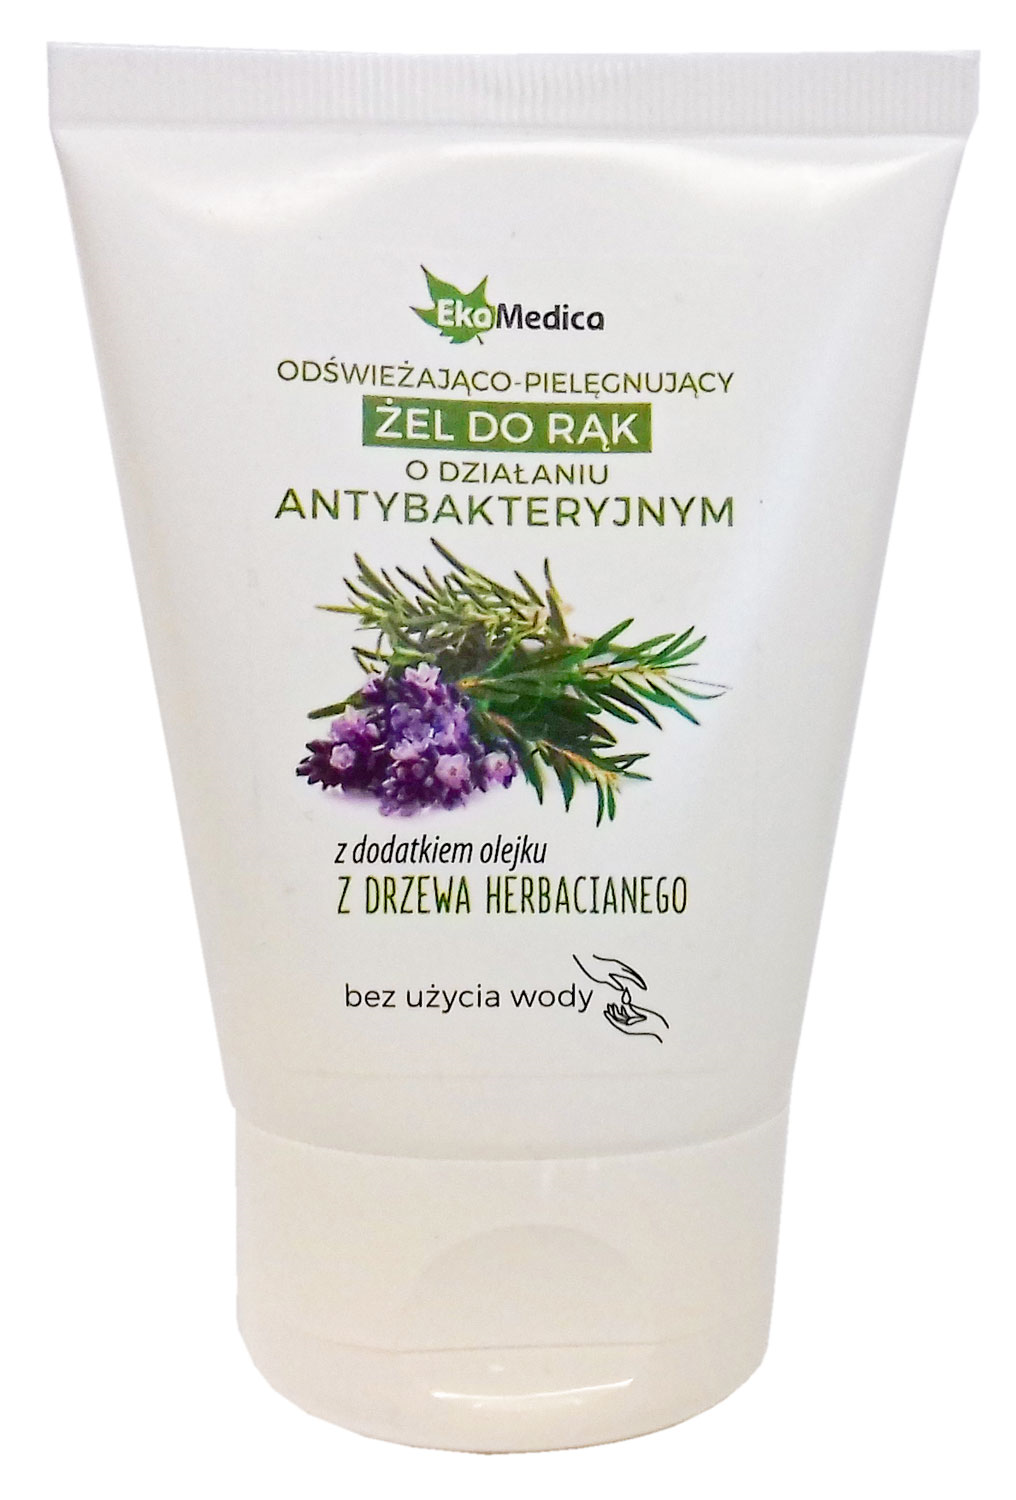 EkoMedica
ODŚWIEŻAJĄCO-PIELĘGNUJĄCY
ŻEL DO RĄK
O DZIAŁANIU
ANTYBAKTERYJNYM
z dodatkiem olejku
Z DRZEWA HERBACIANEGO
bez użycia wody